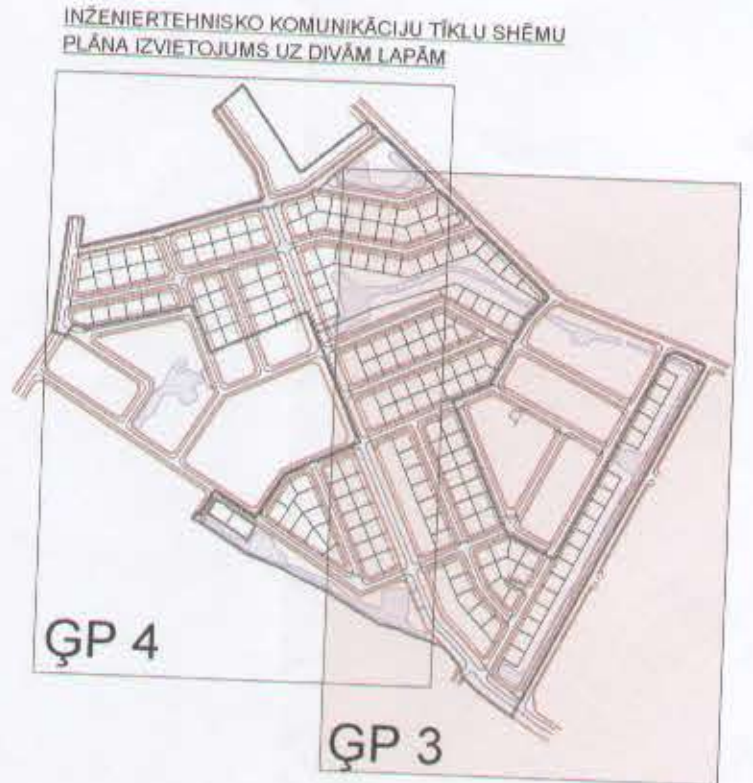 INŽENIERTEHNISKO KOMUNIKĀCIJU TĪKLU SHĒMU
PLĀNA IZVIETOJUMS UZ DIVĀM LAPĀM
ĢP 4
ĢP 3